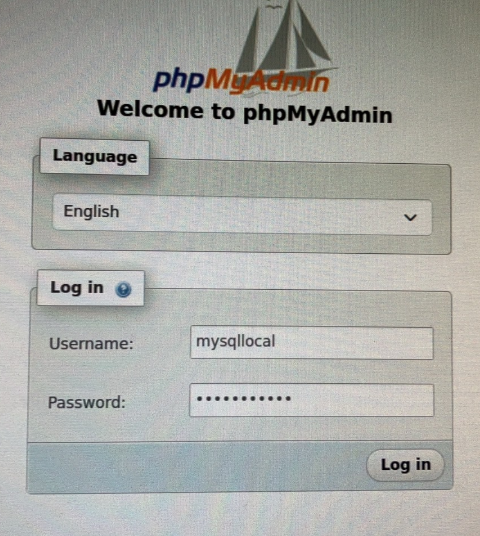 phpMyAdmin
Welcome to phpMyAdmin
Language
English
Log in
Username: mysqllocal
Password: •••••••••••
Log in